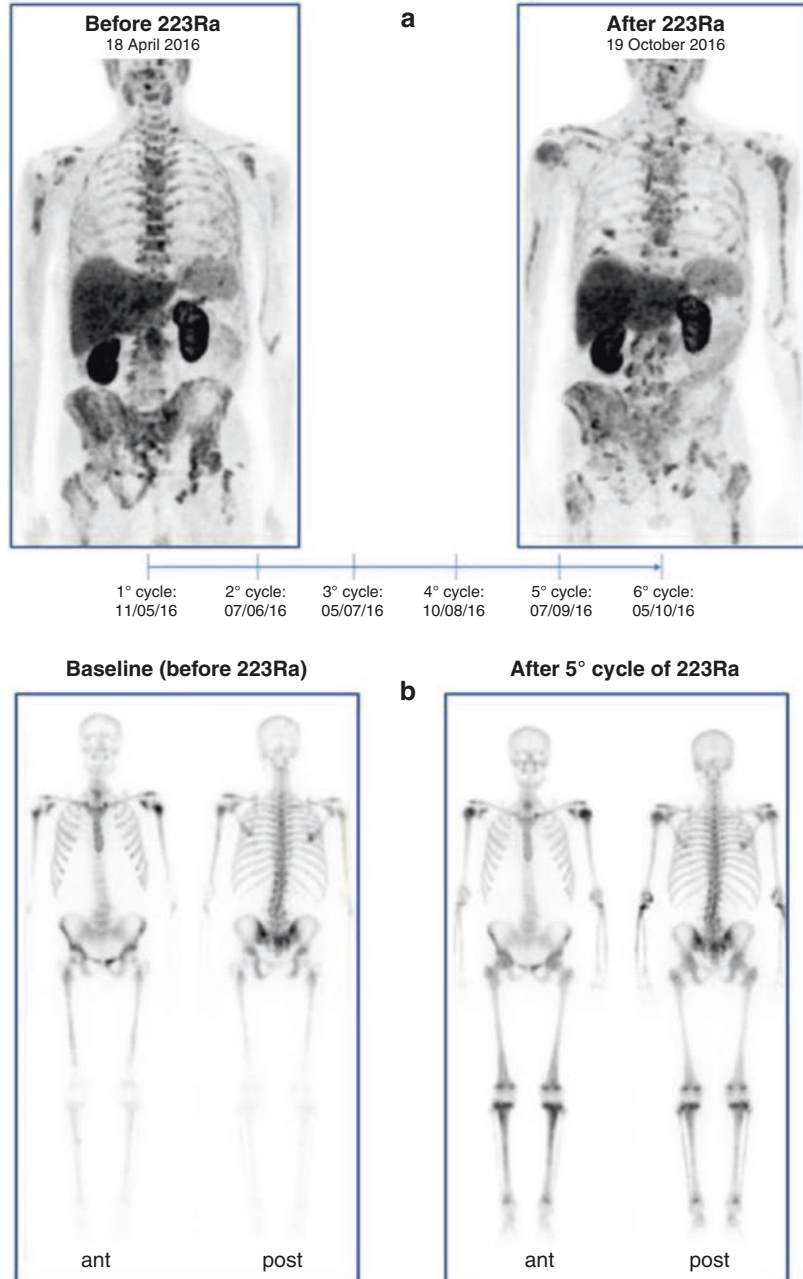 a
Before 223Ra
18 April 2016
After 223Ra
19 October 2016
1° cycle:
11/05/16
2° cycle:
07/06/16
3° cycle:
05/07/16
4° cycle:
10/08/16
5° cycle:
07/09/16
6° cycle:
05/10/16
b
Baseline (before 223Ra)
After 5° cycle of 223Ra
ant
post
ant
post